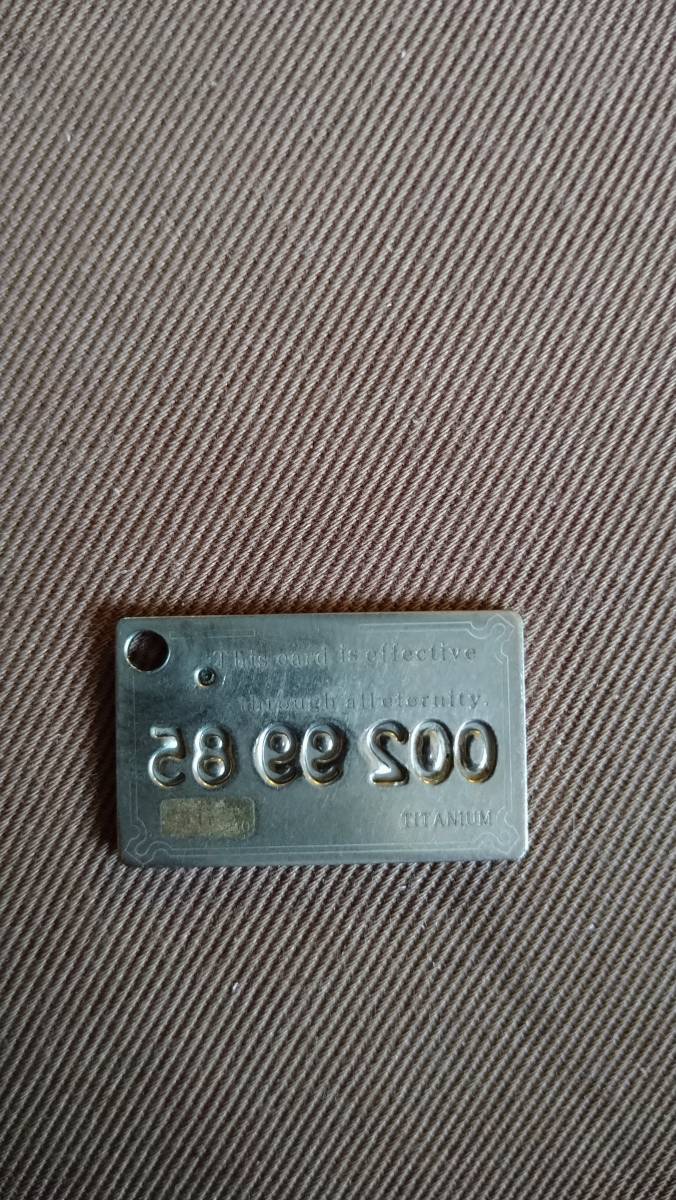 This card is effective
through all eternity.
002 99 85
TITANIUM